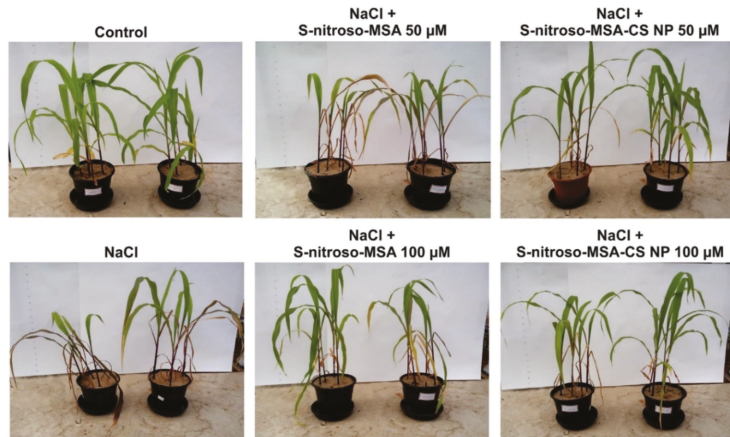 Control
NaCl +
S-nitroso-MSA 50 µM
NaCl +
S-nitroso-MSA-CS NP 50 µM
NaCl
NaCl +
S-nitroso-MSA 100 µM
NaCl +
S-nitroso-MSA-CS NP 100 µM